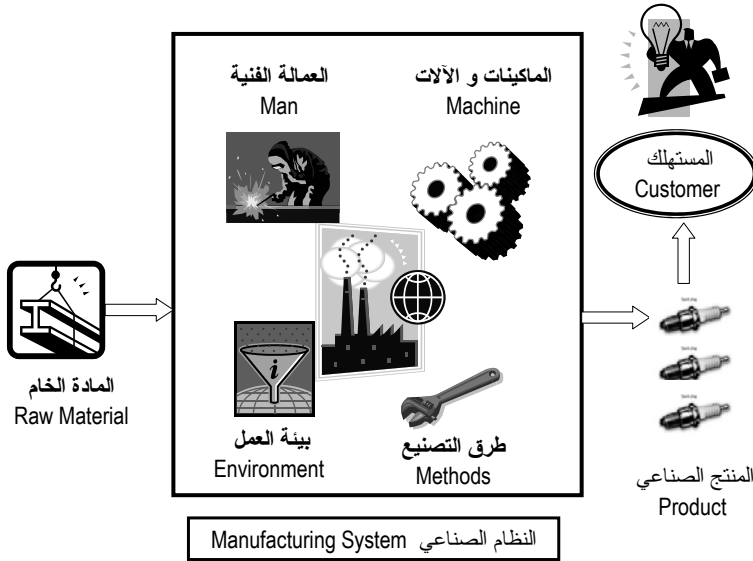 العمالة الفنية
Man
الماكينات و الآلات
Machine
المستهلك
Customer
المادة الخام
Raw Material
i
بيئة العمل
Environment
طرق التصنيع
Methods
المنتج الصناعي
Product
النظام الصناعي Manufacturing System